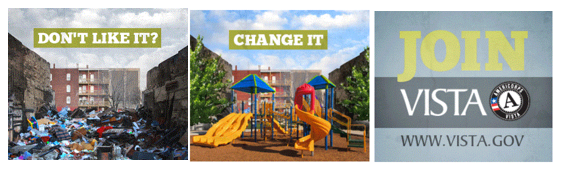 DON'T LIKE IT?
CHANGE IT
JOIN
VISTA
AMERICORPS
A
VISTA
WWW.VISTA.GOV